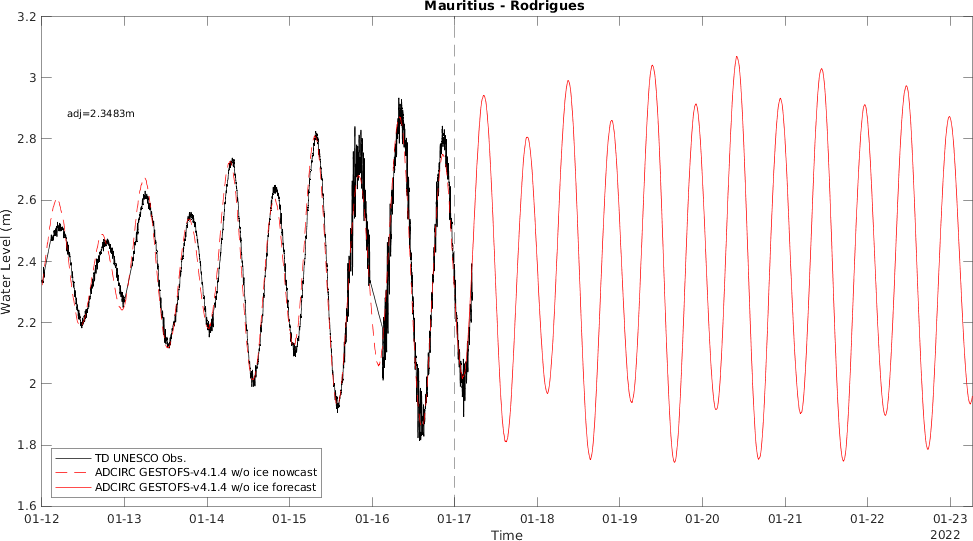 Mauritius - Rodrigues
3.2
3
2.8
2.6
2.4
2.2
2
1.8
1.6
Water Level (m)
adj=2.3483m
TD UNESCO Obs.
ADCIRC GESTOFS-v4.1.4 w/o ice nowcast
ADCIRC GESTOFS-v4.1.4 w/o ice forecast
01-12 01-13 01-14 01-15 01-16 01-17 01-18 01-19 01-20 01-21 01-22 01-23
2022
Time